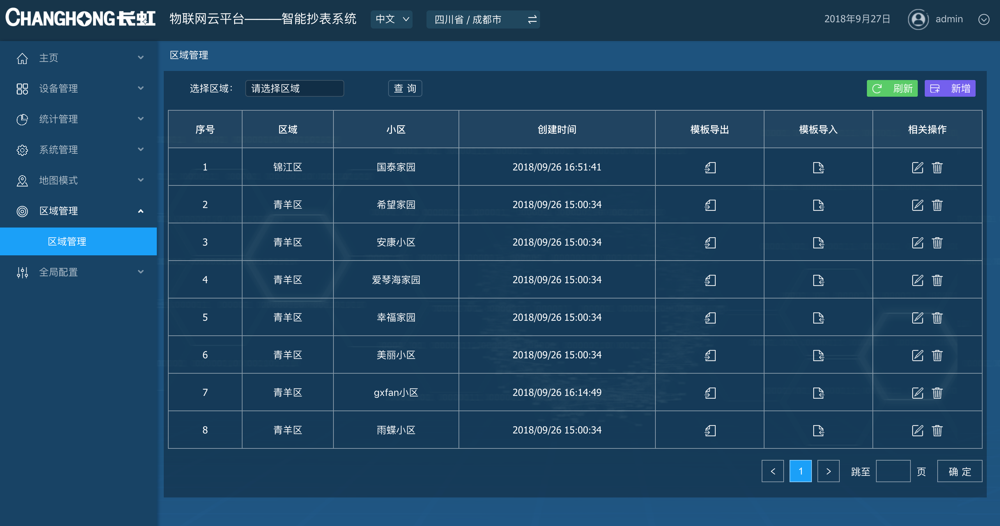 CHANGHONG长虹 物联网云平台———智能抄表系统 中文 四川省 / 成都市 2018年9月27日 admin
主页
设备管理
统计管理
系统管理
地图模式
区域管理
区域管理
全局配置
区域管理
选择区域： 请选择区域 查 询 刷新 新增
序号 区域 小区 创建时间 模板导出 模板导入 相关操作
1 锦江区 国泰家园 2018/09/26 16:51:41
2 青羊区 希望家园 2018/09/26 15:00:34
3 青羊区 安康小区 2018/09/26 15:00:34
4 青羊区 爱琴海家园 2018/09/26 15:00:34
5 青羊区 幸福家园 2018/09/26 15:00:34
6 青羊区 美丽小区 2018/09/26 15:00:34
7 青羊区 gxfan小区 2018/09/26 16:14:49
8 青羊区 雨蝶小区 2018/09/26 15:00:34
< 1 > 跳至 页 确 定